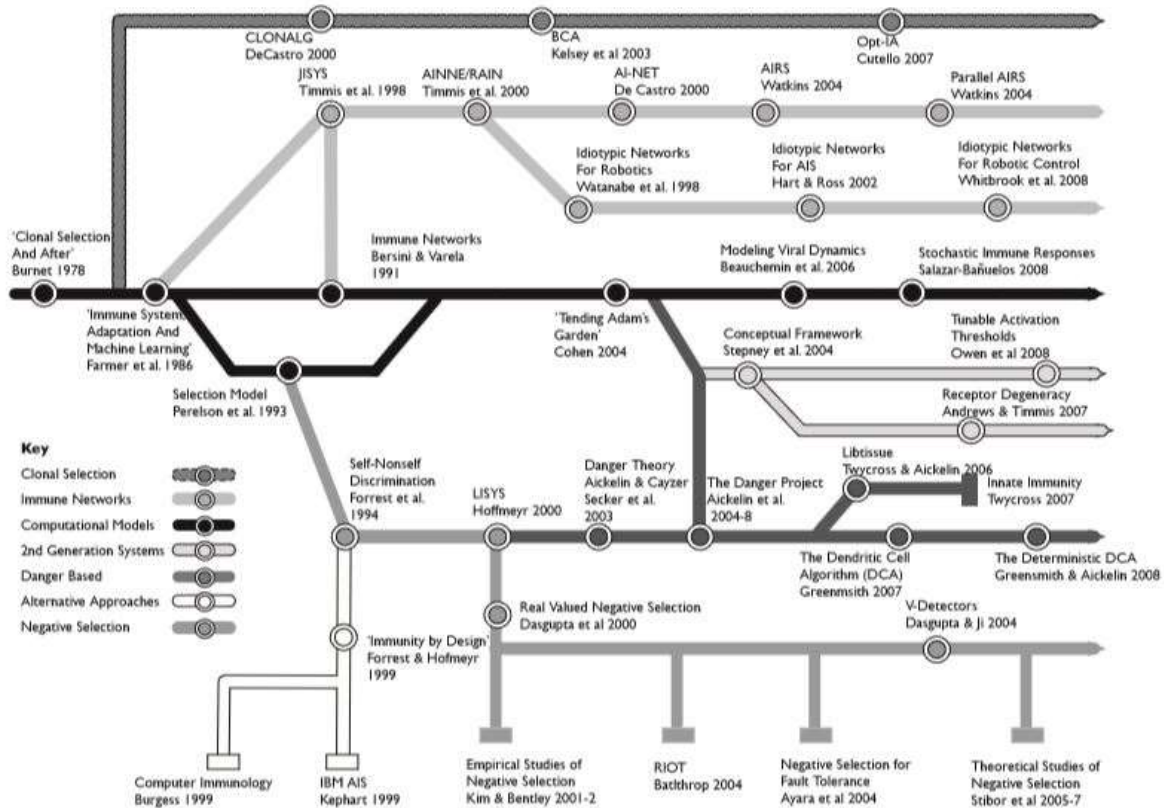 CLONALG
DeCastro 2000
BCA
Kelsey et al 2003
Opt-IA
Cutello 2007
JISYS
Timmis et al. 1998
AINNE/RAIN
Timmis et al. 2000
AI-NET
De Castro 2000
AIRS
Watkins 2004
Parallel AIRS
Watkins 2004
Idiotypic Networks
For Robotics
Watanabe et al. 1998
Idiotypic Networks
For AIS
Hart & Ross 2002
Idiotypic Networks
For Robotic Control
Whitbrook et al. 2008
'Clonal Selection
And After'
Burnet 1978
Immune Networks
Bersini & Varela
1991
Modeling Viral Dynamics
Beauchemin et al. 2006
Stochastic Immune Responses
Salazar-Bañuelos 2008
'Immune System,
Adaptation And
Machine Learning'
Farmer et al. 1986
'Tending Adam's
Garden'
Cohen 2004
Conceptual Framework
Stepney et al. 2004
Tunable Activation
Thresholds
Owen et al 2008
Selection Model
Perelson et al. 1993
Receptor Degeneracy
Andrews & Timmis 2007
Key
Clonal Selection
Immune Networks
Computational Models
2nd Generation Systems
Danger Based
Alternative Approaches
Negative Selection
Self-Nonself
Discrimination
Forrest et al.
1994
LISYS
Hoffmeyr 2000
Danger Theory
Aickelin & Cayzer
Secker et al.
2003
The Danger Project
Aickelin et al.
2004-8
Libtissue
Twycross & Aickelin 2006
Innate Immunity
Twycross 2007
The Dendritic Cell
Algorithm (DCA)
Greenmsith 2007
The Deterministic DCA
Greensmith & Aickelin 2008
Real Valued Negative Selection
Dasgupta et al 2000
V-Detectors
Dasgupta & Ji 2004
'Immunity by Design'
Forrest & Hofmeyr
1999
Computer Immunology
Burgess 1999
IBM AIS
Kephart 1999
Empirical Studies of
Negative Selection
Kim & Bentley 2001-2
RIOT
Balthrop 2004
Negative Selection for
Fault Tolerance
Ayara et al 2004
Theoretical Studies of
Negative Selection
Stibor et al 2005-7